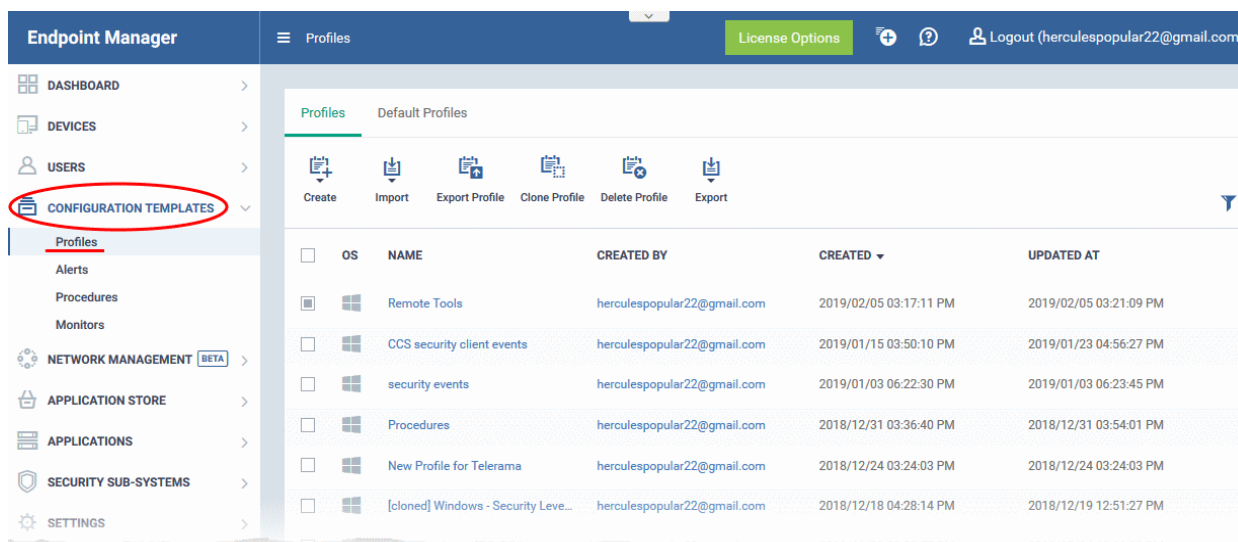 Endpoint Manager
Profiles
License Options
Logout (herculespopular22@gmail.com
DASHBOARD
DEVICES
USERS
CONFIGURATION TEMPLATES
Profiles
Alerts
Procedures
Monitors
NETWORK MANAGEMENT BETA
APPLICATION STORE
APPLICATIONS
SECURITY SUB-SYSTEMS
SETTINGS
Profiles Default Profiles
Create Import Export Profile Clone Profile Delete Profile Export
OS NAME CREATED BY CREATED UPDATED AT
Remote Tools herculespopular22@gmail.com 2019/02/05 03:17:11 PM 2019/02/05 03:21:09 PM
CCS security client events herculespopular22@gmail.com 2019/01/15 03:50:10 PM 2019/01/23 04:56:27 PM
security events herculespopular22@gmail.com 2019/01/03 06:22:30 PM 2019/01/03 06:23:45 PM
Procedures herculespopular22@gmail.com 2018/12/31 03:36:40 PM 2018/12/31 03:54:01 PM
New Profile for Telerama herculespopular22@gmail.com 2018/12/24 03:24:03 PM 2018/12/24 03:24:03 PM
[cloned] Windows - Security Leve... herculespopular22@gmail.com 2018/12/18 04:28:14 PM 2018/12/19 12:51:27 PM